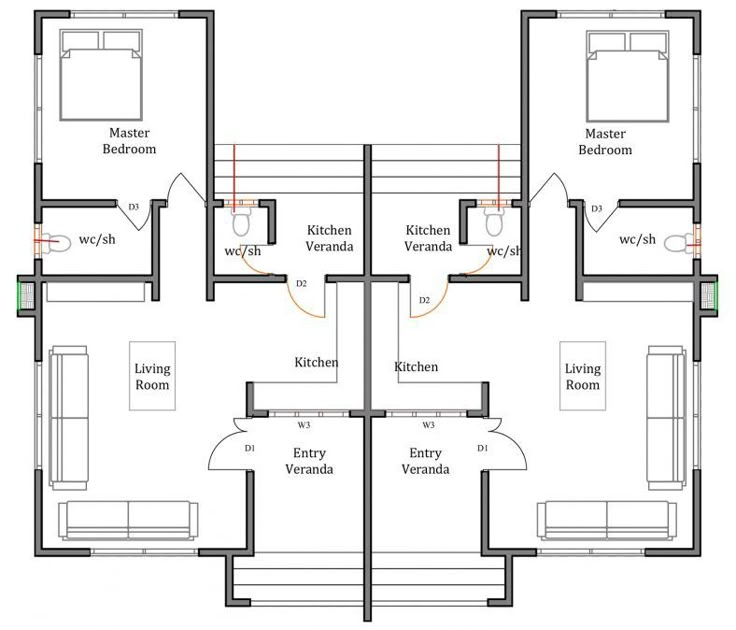 Master
Bedroom
Master
Bedroom
D3
D3
wc/sh
wc/sh
Kitchen
Veranda
Kitchen
Veranda
wc/sh
wc/sh
D2
D2
Living
Room
Kitchen
Kitchen
Living
Room
W3
W3
D1
Entry
Veranda
Entry
Veranda
D1